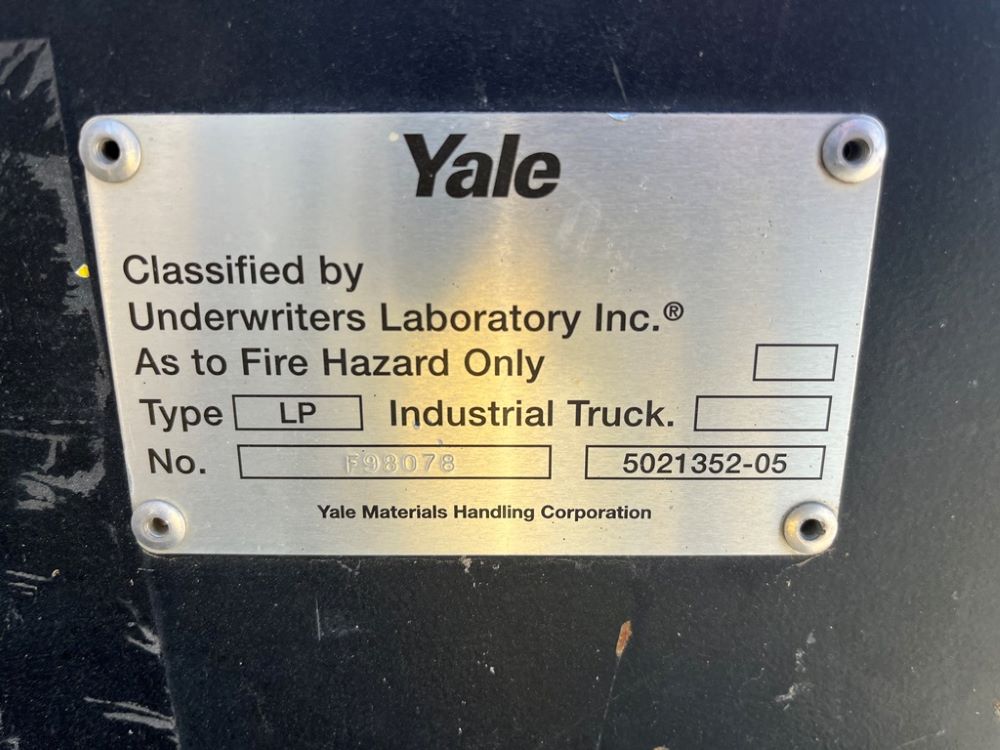 Yale
Classified by
Underwriters Laboratory Inc.®
As to Fire Hazard Only
Type LP Industrial Truck.
No. F98078 5021352-05
Yale Materials Handling Corporation